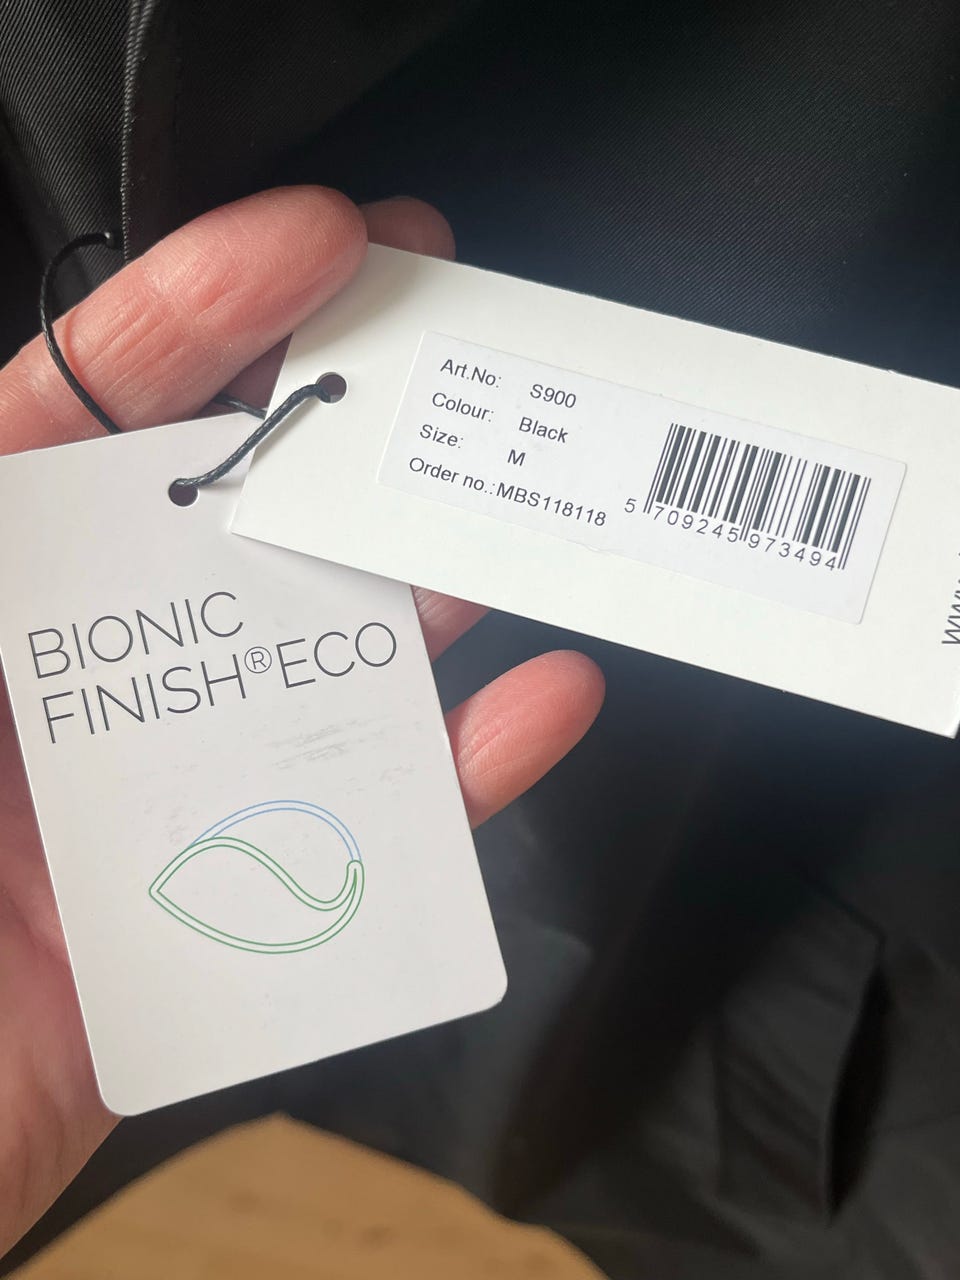 Art.No: S900
Colour: Black
Size: M
Order no.:MBS118118
5 709245 973494
BIONIC
FINISH®ECO